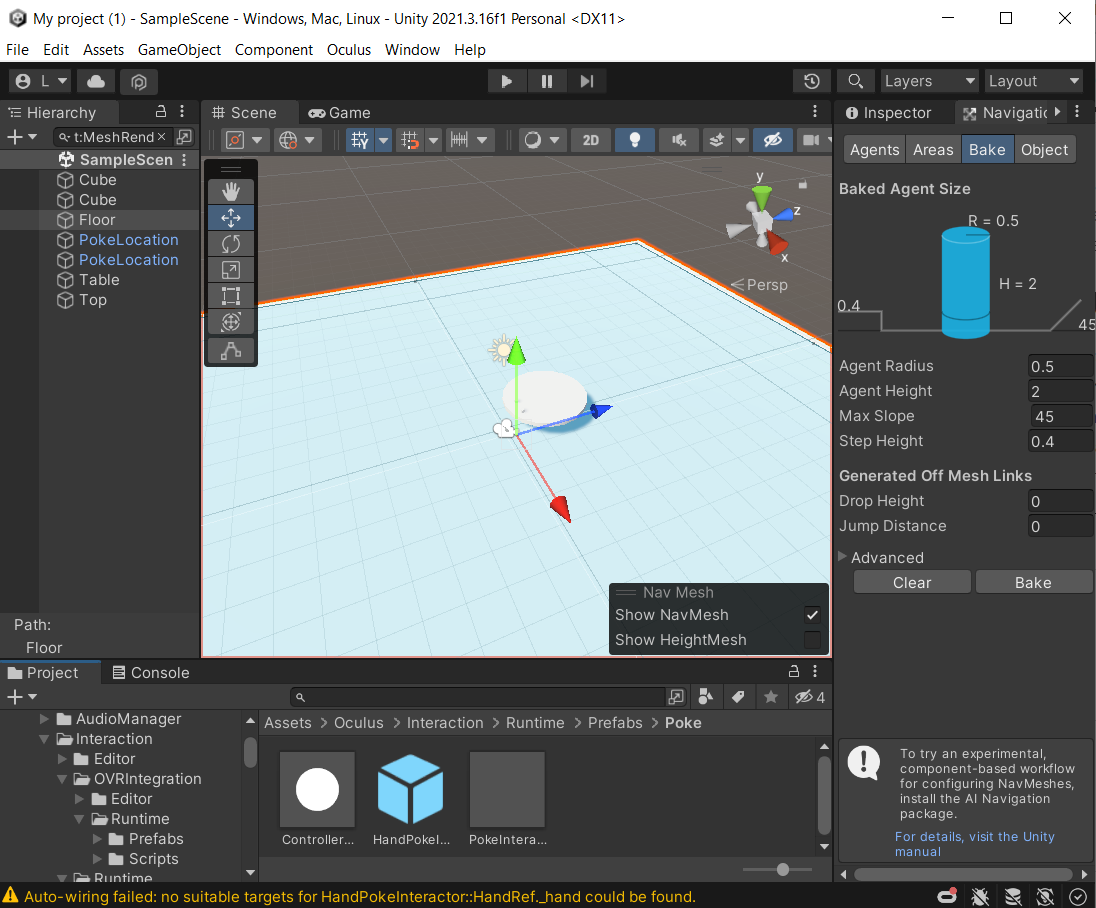 My project (1) - SampleScene - Windows, Mac, Linux - Unity 2021.3.16f1 Personal <DX11>
File Edit Assets GameObject Component Oculus Window Help
L Layers Layout
Hierarchy
t:MeshRend
SampleScen
Cube
Cube
Floor
PokeLocation
PokeLocation
Table
Top
Path:
Floor
Scene Game
2D
y
z
x
Persp
Nav Mesh
Show NavMesh
Show HeightMesh
Inspector Navigatio
Agents Areas Bake Object
Baked Agent Size
R = 0.5
H = 2
0.4
45
Agent Radius 0.5
Agent Height 2
Max Slope 45
Step Height 0.4
Generated Off Mesh Links
Drop Height 0
Jump Distance 0
Advanced
Clear Bake
To try an experimental,
component-based workflow
for configuring NavMeshes,
install the AI Navigation
package.
For details, visit the Unity
manual
Project Console
4
AudioManager
Interaction
Editor
OVRIntegration
Editor
Runtime
Prefabs
Scripts
Runtime
Assets > Oculus > Interaction > Runtime > Prefabs > Poke
Controller... HandPokeI... PokeIntera...
Auto-wiring failed: no suitable targets for HandPokeInteractor::HandRef._hand could be found.